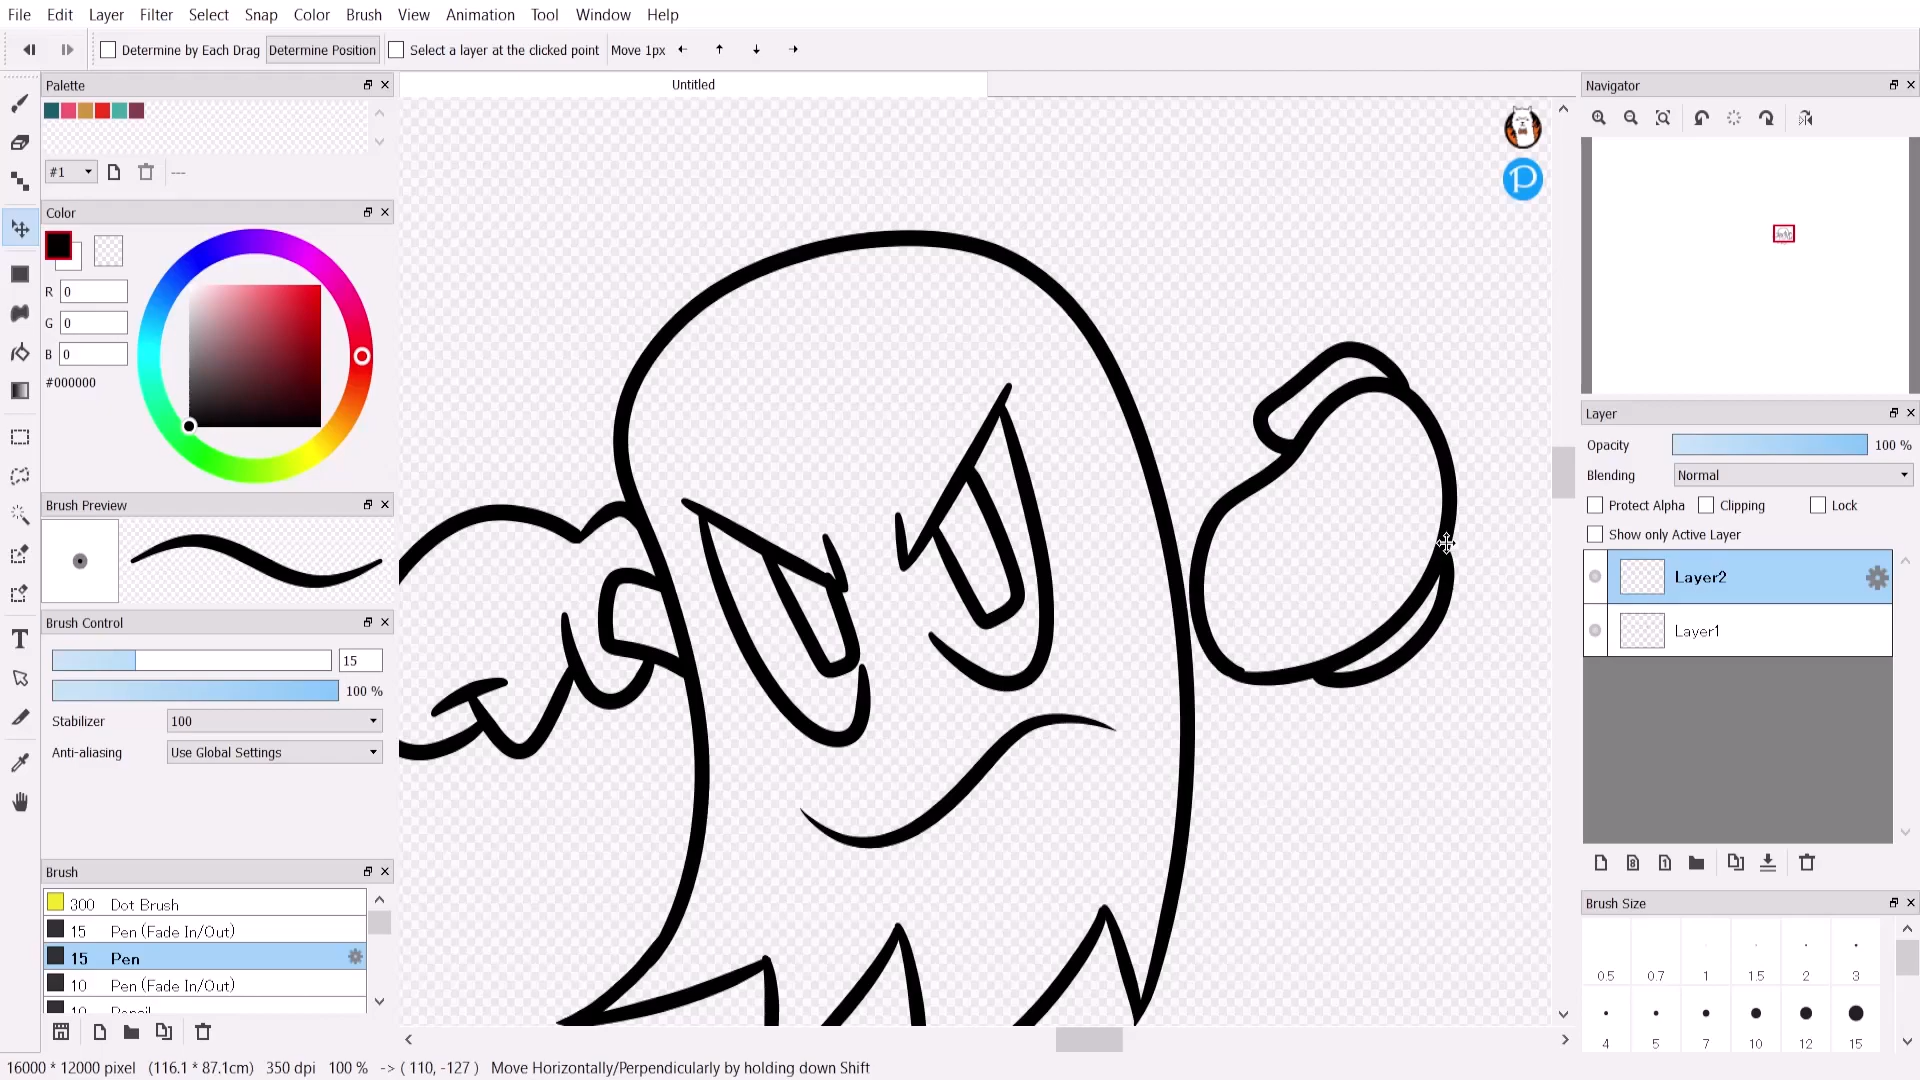 File Edit Layer Filter Select Snap Color Brush View Animation Tool Window Help
Determine by Each Drag Determine Position Select a layer at the clicked point Move 1px
Palette
Untitled
Navigator
#1 ---
Color
R 0
G 0
B 0
#000000
Layer
Opacity 100 %
Blending Normal
Protect Alpha Clipping Lock
Show only Active Layer
Layer2
Layer1
Brush Preview
Brush Control
15
100 %
Stabilizer 100
Anti-aliasing Use Global Settings
Brush
300 Dot Brush
15 Pen (Fade In/Out)
15 Pen
10 Pen (Fade In/Out)
10 Pencil
Brush Size
0.5 0.7 1 1.5 2 3
4 5 7 10 12 15
16000 * 12000 pixel (116.1 * 87.1cm) 350 dpi 100 % -> ( 110, -127 ) Move Horizontally/Perpendicularly by holding down Shift